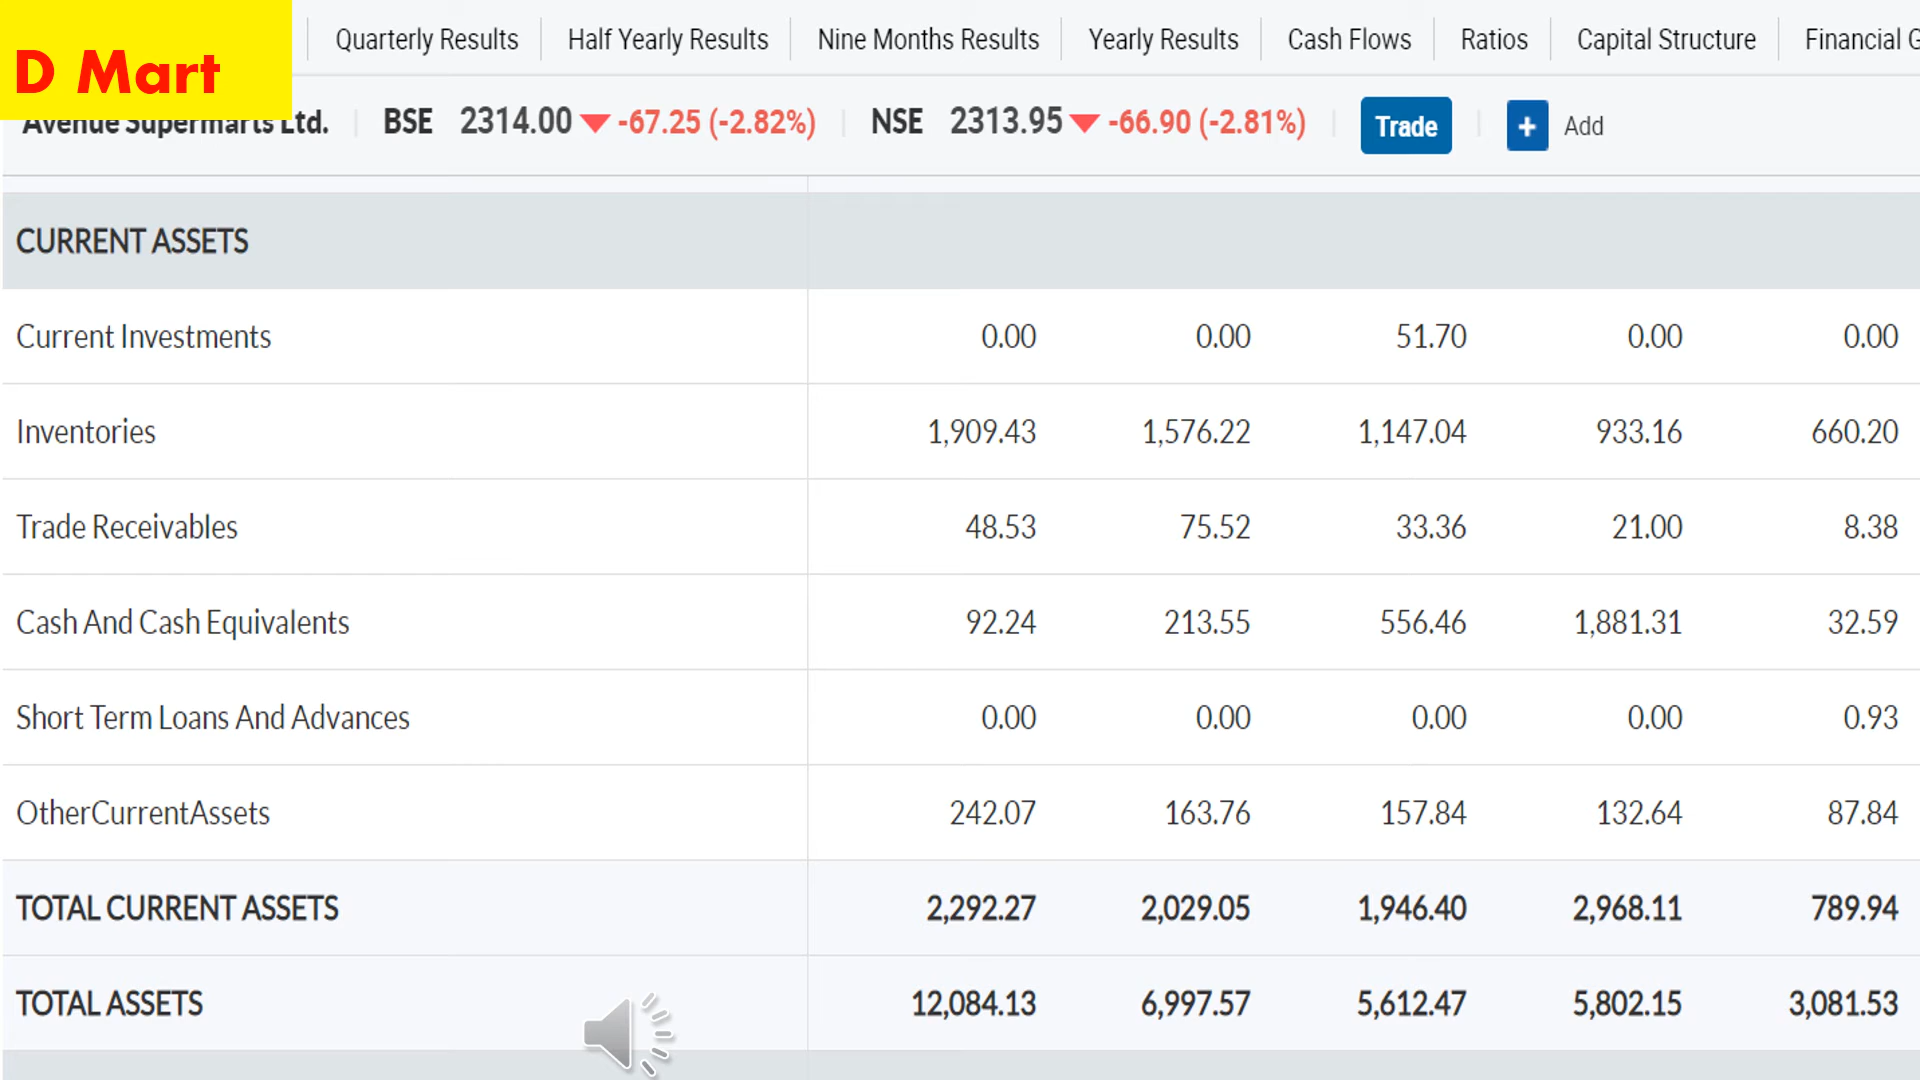 D Mart
Quarterly Results Half Yearly Results Nine Months Results Yearly Results Cash Flows Ratios Capital Structure Financial G
Avenue Supermarts Ltd. BSE 2314.00 -67.25 (-2.82%) NSE 2313.95 -66.90 (-2.81%) Trade + Add
CURRENT ASSETS
Current Investments 0.00 0.00 51.70 0.00 0.00
Inventories 1,909.43 1,576.22 1,147.04 933.16 660.20
Trade Receivables 48.53 75.52 33.36 21.00 8.38
Cash And Cash Equivalents 92.24 213.55 556.46 1,881.31 32.59
Short Term Loans And Advances 0.00 0.00 0.00 0.00 0.93
OtherCurrentAssets 242.07 163.76 157.84 132.64 87.84
TOTAL CURRENT ASSETS 2,292.27 2,029.05 1,946.40 2,968.11 789.94
TOTAL ASSETS 12,084.13 6,997.57 5,612.47 5,802.15 3,081.53